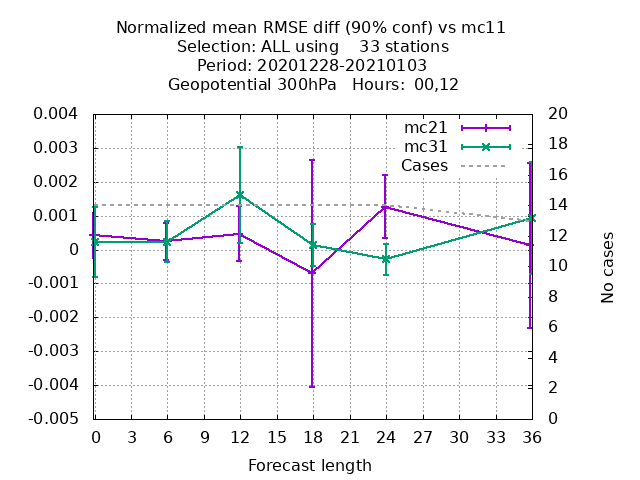 Normalized mean RMSE diff (90% conf) vs mc11
Selection: ALL using    33 stations
Period: 20201228-20210103
Geopotential 300hPa   Hours:  00,12
mc21
mc31
Cases
0.004
0.003
0.002
0.001
0
-0.001
-0.002
-0.003
-0.004
-0.005
20
18
16
14
12
10
8
6
4
2
0
No cases
0 3 6 9 12 15 18 21 24 27 30 33 36
Forecast length